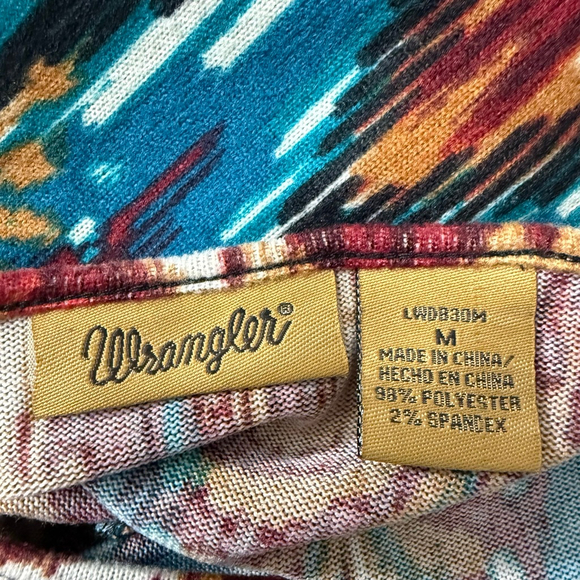 Wrangler®
LWD830M
M
MADE IN CHINA/
HECHO EN CHINA
98% POLYESTER
2% SPANDEX